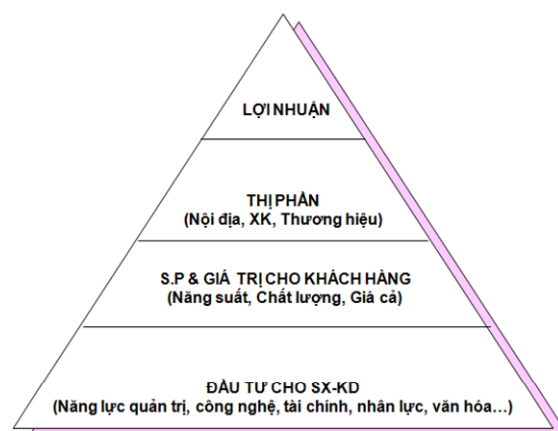 LỢI NHUẬN
THỊ PHẦN
(Nội địa, XK, Thương hiệu)
S.P & GIÁ TRỊ CHO KHÁCH HÀNG
(Năng suất, Chất lượng, Giá cả)
ĐẦU TƯ CHO SX-KD
(Năng lực quản trị, công nghệ, tài chính, nhân lực, văn hóa...)